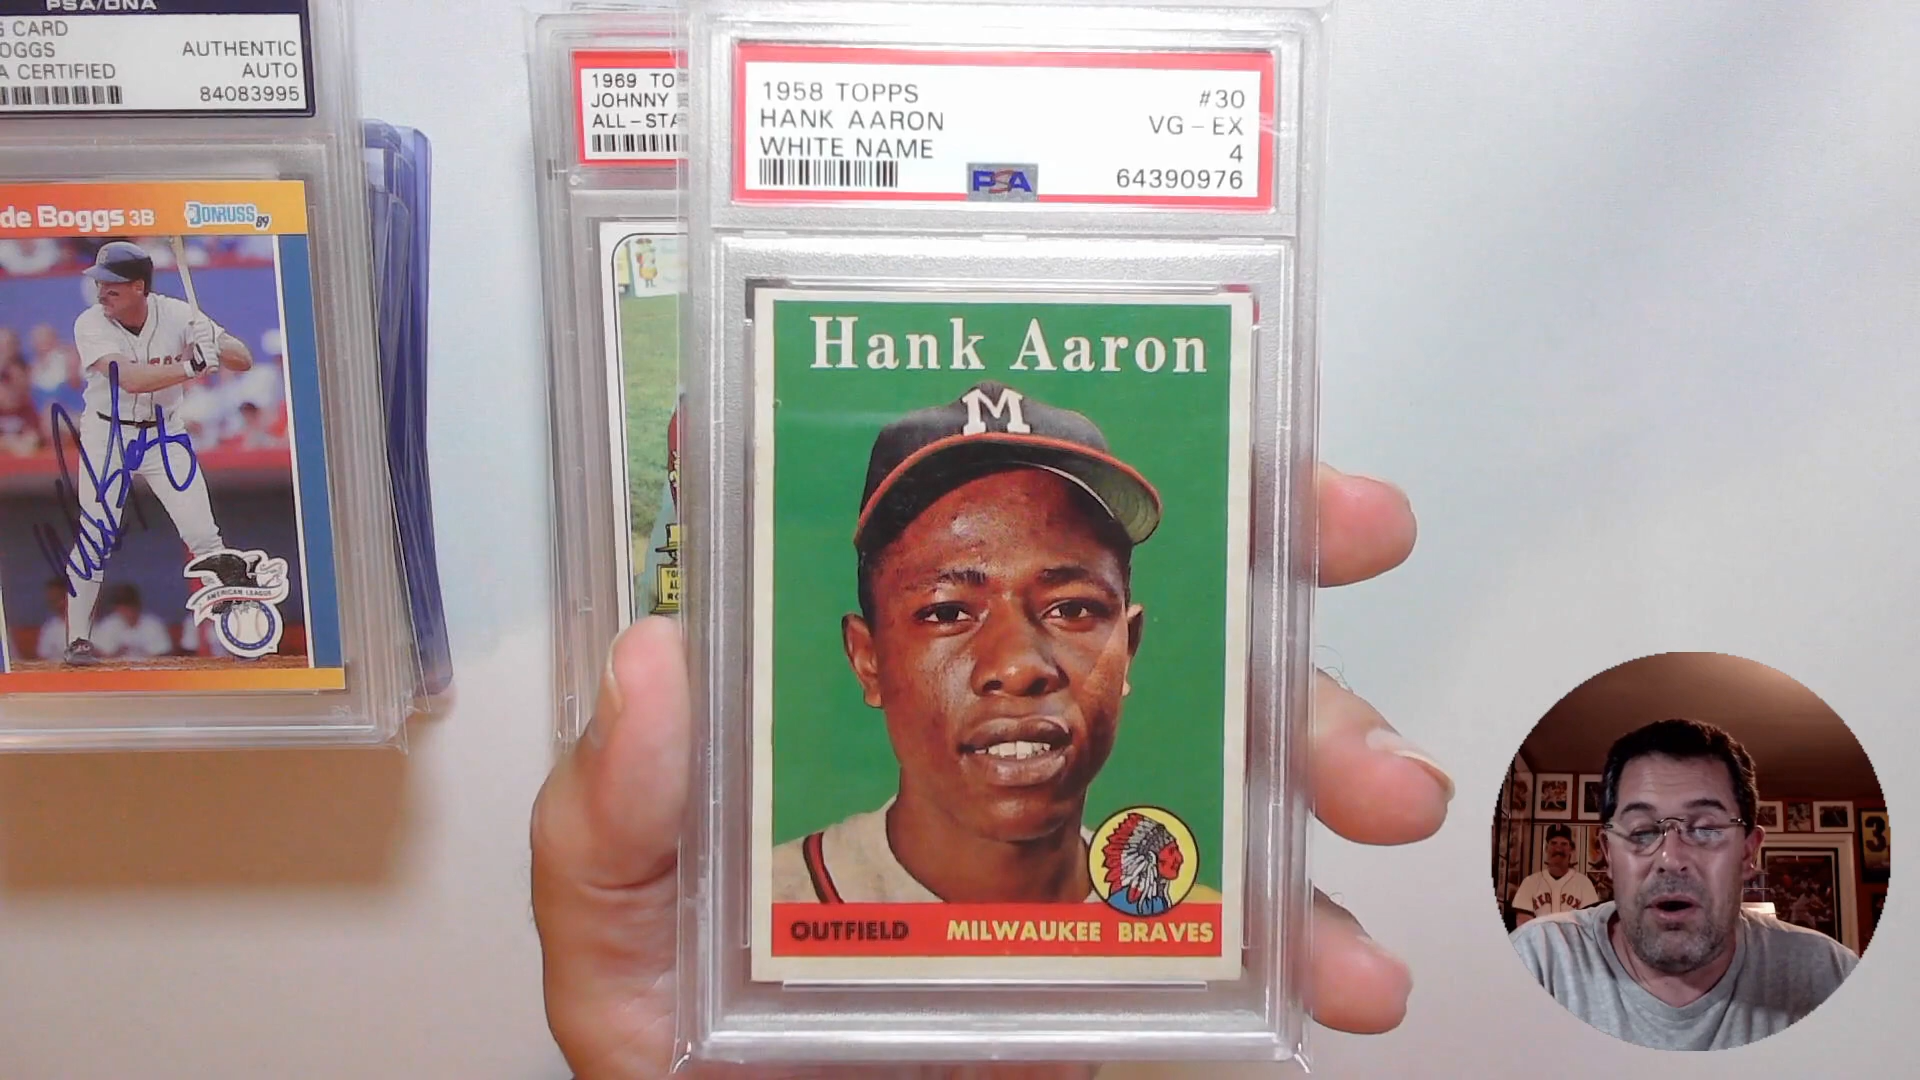 PSA/DNA
CARD
OGGS
AUTHENTIC
CERTIFIED
AUTO
84083995
de Boggs 3B
DONRUSS 89
AMERICAN LEAGUE
1969 TO
JOHNNY
ALL-STA
1958 TOPPS
#30
HANK AARON
VG-EX
WHITE NAME
4
PSA
64390976
Hank Aaron
M
OUTFIELD
MILWAUKEE BRAVES
3